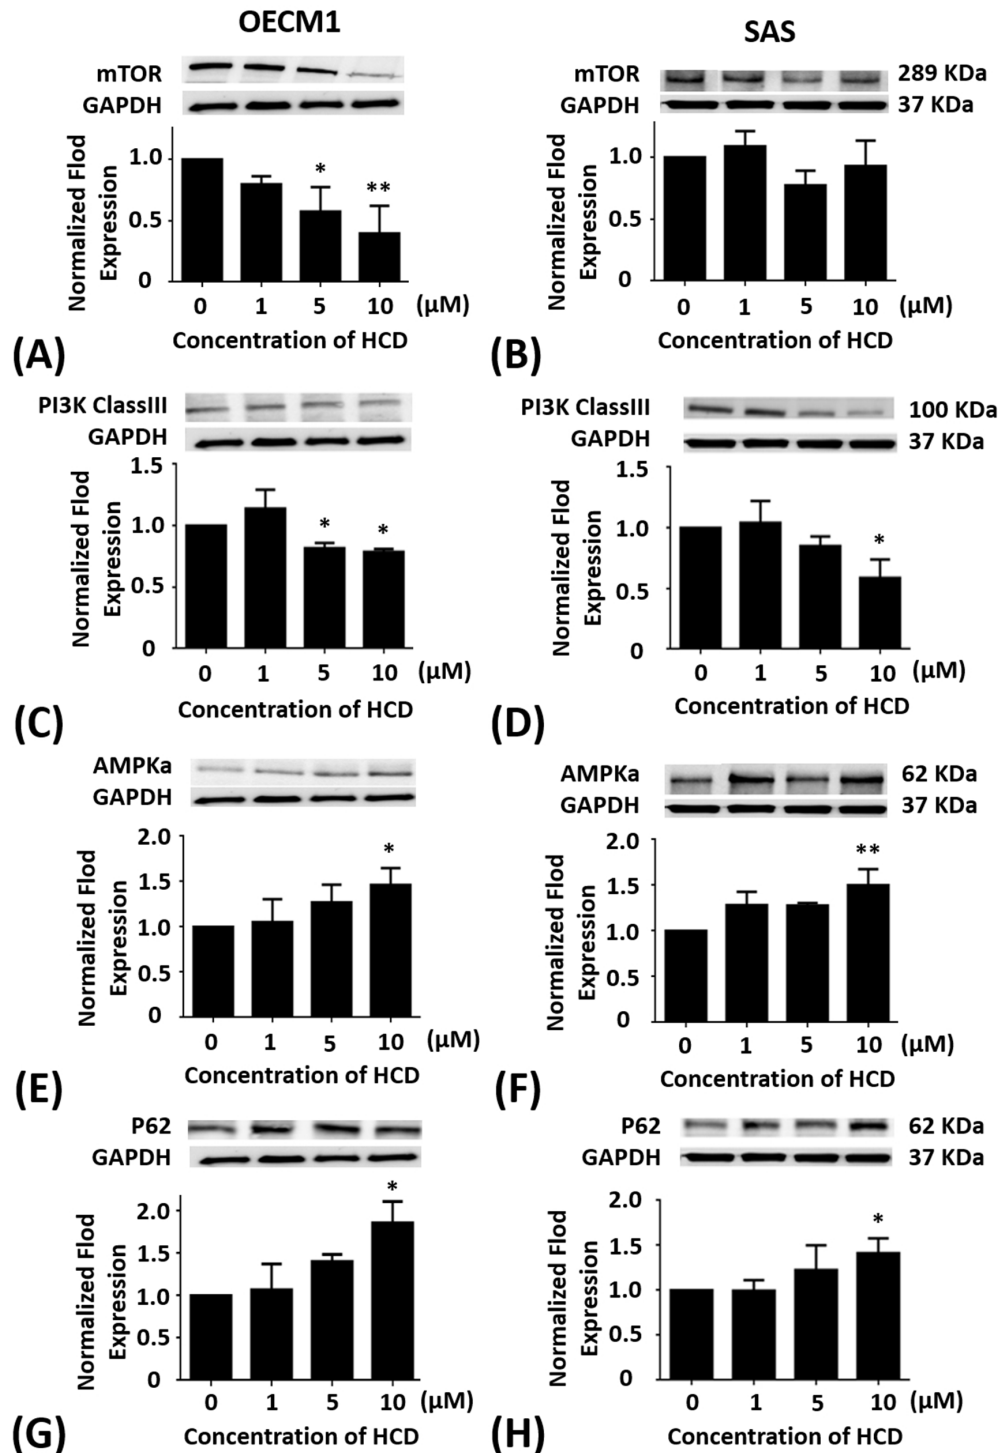 OECM1
SAS
mTOR
GAPDH
Normalized Flod
Expression
1.0
0.5
0
*
**
0 1 5 10 (μM)
Concentration of HCD
(A)
mTOR 289 KDa
GAPDH 37 KDa
Normalized Flod
Expression
1.0
0.5
0
0 1 5 10 (μM)
Concentration of HCD
(B)
PI3K ClassIII
GAPDH
Normalized Flod
Expression
1.5
1.0
0.5
0
* *
0 1 5 10 (μM)
Concentration of HCD
(C)
PI3K ClassIII 100 KDa
GAPDH 37 KDa
Normalized Flod
Expression
1.5
1.0
0.5
0
*
0 1 5 10 (μM)
Concentration of HCD
(D)
AMPKa
GAPDH
Normalized Flod
Expression
2.0
1.5
1.0
0.5
0
*
0 1 5 10 (μM)
Concentration of HCD
(E)
AMPKa 62 KDa
GAPDH 37 KDa
Normalized Flod
Expression
2.0
1.5
1.0
0.5
0
**
0 1 5 10 (μM)
Concentration of HCD
(F)
P62
GAPDH
Normalized Flod
Expression
2.0
1.5
1.0
0.5
0
*
0 1 5 10 (μM)
Concentration of HCD
(G)
P62 62 KDa
GAPDH 37 KDa
Normalized Flod
Expression
2.0
1.5
1.0
0.5
0
*
0 1 5 10 (μM)
Concentration of HCD
(H)